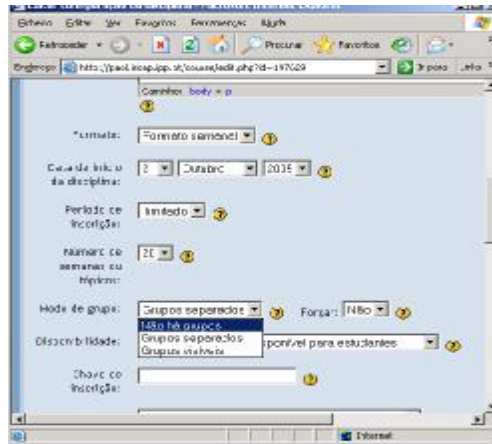 Ficheiro Editar Ver Favoritos Ferramentas Ajuda
Retroceder Procurar Favoritos
Endereço Ir para
Caminho: body » p
Formato: Formato semanal
Data de início da disciplina: 2 Outubro 2005
Período de inscrição: limitado
Número de semanas ou tópicos: 20
Modo de grupo: Grupos separados Forçar: Não
Não há grupos
Grupos separados
Grupos visíveis
Disponibilidade: para estudantes
Chave de inscrição:
Internet